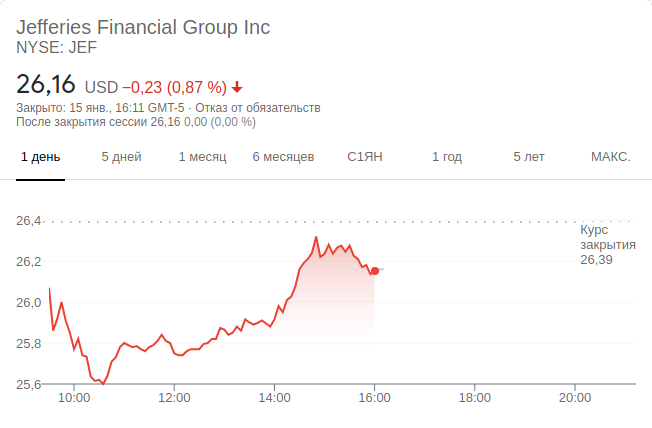 Jefferies Financial Group Inc
NYSE: JEF
26,16 USD −0,23 (0,87 %)
Закрыто: 15 янв., 16:11 GMT-5 · Отказ от обязательств
После закрытия сессии 26,16 0,00 (0,00 %)
1 день 5 дней 1 месяц 6 месяцев С1ЯН 1 год 5 лет МАКС.
26,4
Курс
закрытия
26,39
26,2
26,0
25,8
25,6
10:00 12:00 14:00 16:00 18:00 20:00